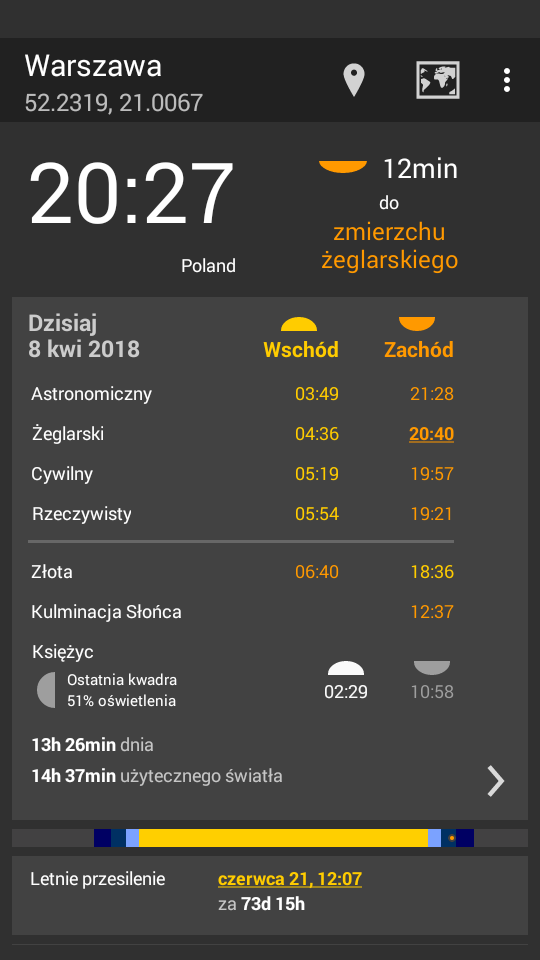 Warszawa
52.2319, 21.0067
20:27
Poland
12min
do
zmierzchu
żeglarskiego
Dzisiaj
8 kwi 2018
Wschód Zachód
Astronomiczny 03:49 21:28
Żeglarski 04:36 20:40
Cywilny 05:19 19:57
Rzeczywisty 05:54 19:21
Złota 06:40 18:36
Kulminacja Słońca 12:37
Księżyc
Ostatnia kwadra
51% oświetlenia
02:29 10:58
13h 26min dnia
14h 37min użytecznego światła
Letnie przesilenie czerwca 21, 12:07
za 73d 15h